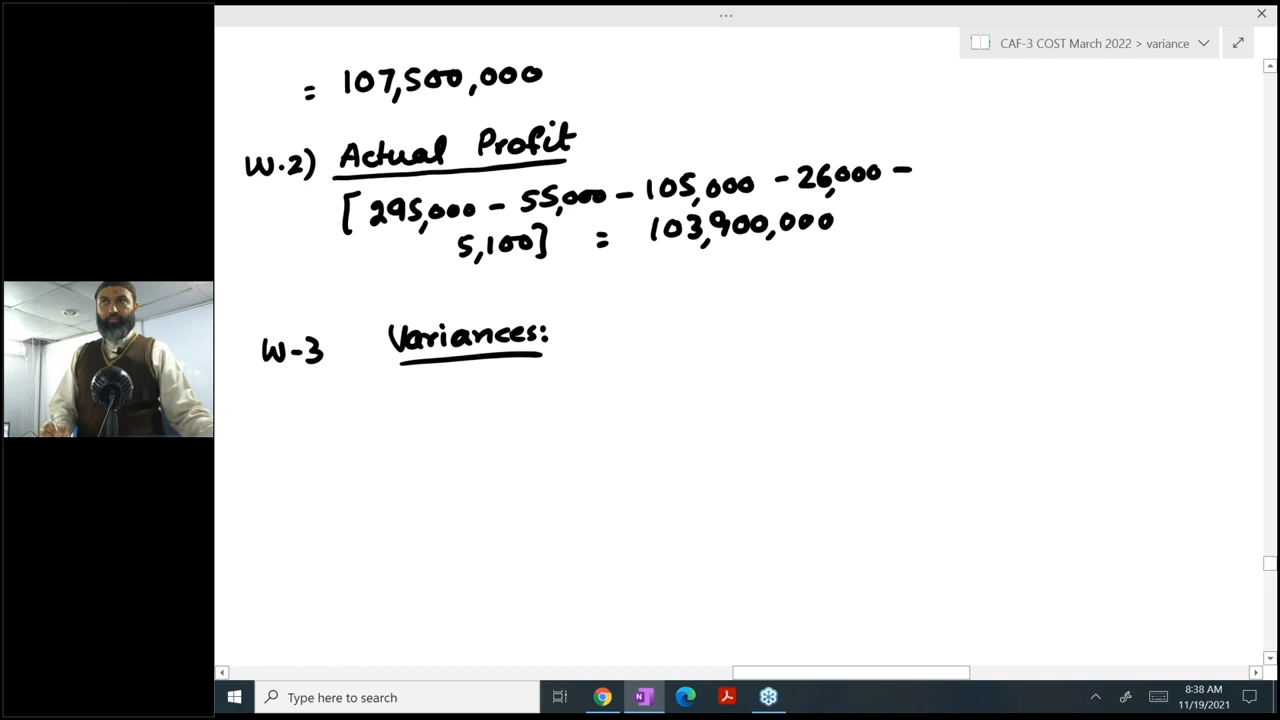 ...
CAF-3 COST March 2022 > variance
= 107,500,000
W.2) Actual Profit
[295,000 - 55,000 - 105,000 - 26,000 -
5,100] = 103,900,000
W-3 Variances:
Type here to search
8:38 AM
11/19/2021